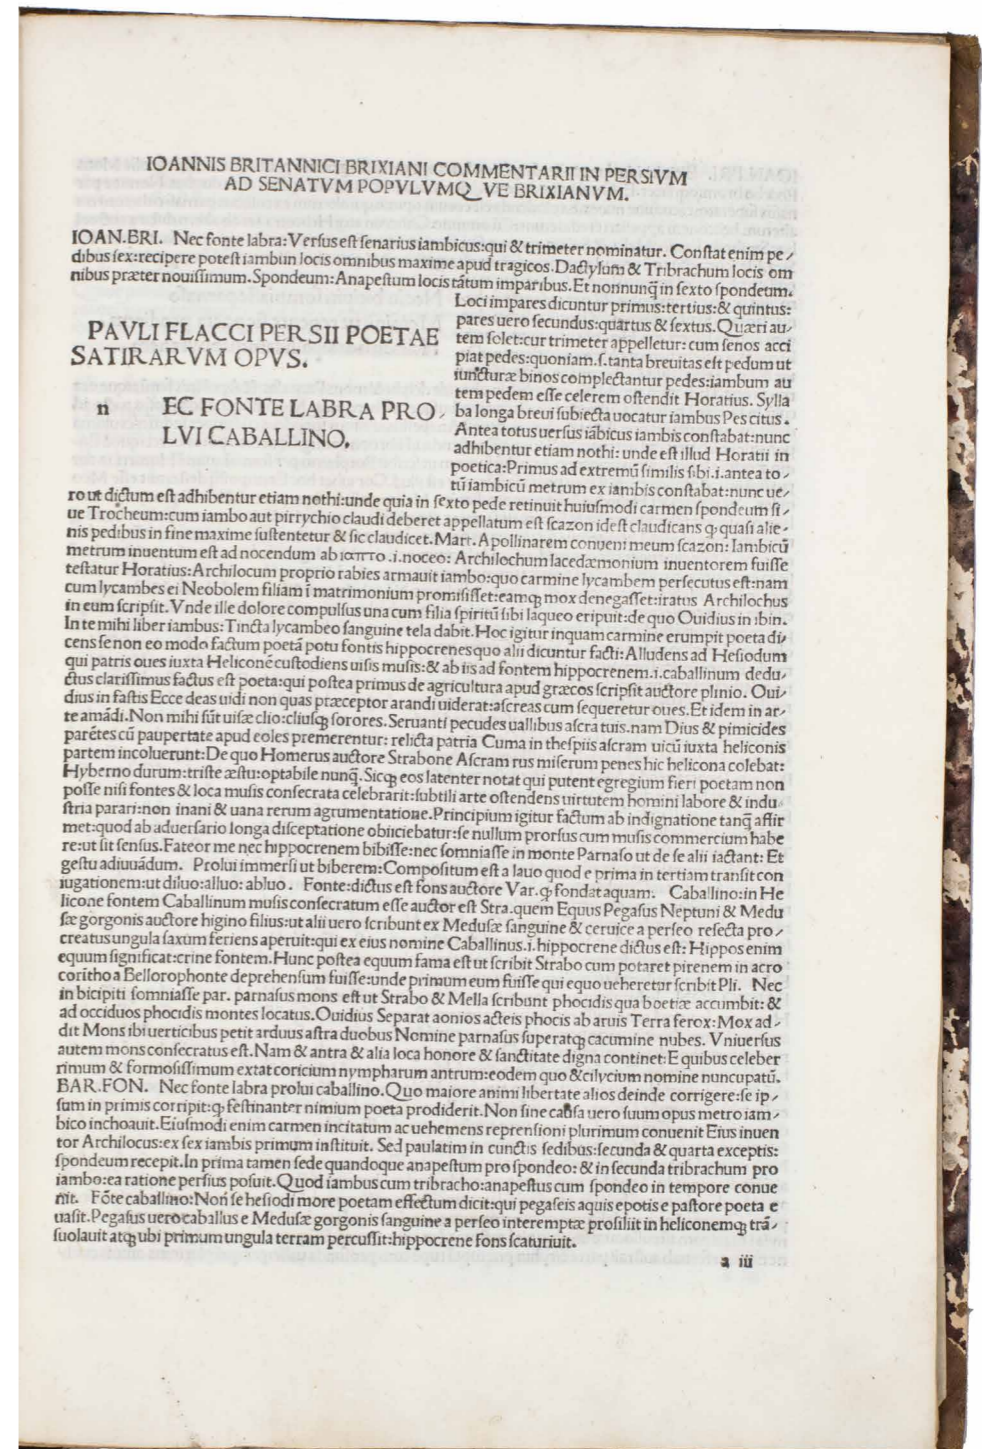 IOANNIS BRITANNICI BRIXIANI COMMENTARII IN PERSIVM
AD SENATVM POPVLVMQ VE BRIXIANVM.
IOAN.BRI. Nec fonte labra:Verſus eſt ſenarius iambicus:qui & trimeter nominatur. Conſtat enim pe/
dibus ſex:recipere poteſt iambun locis omnibus maxime apud tragicos.Dactylum & Tribrachum locis om
nibus præter nouiſſimum.Spondeum:Anapeſtum locis tātum imparibus.Et nonnunq̄ in ſexto ſpondeum.
Loci impares dicuntur primus:tertius:& quintus:
pares uero ſecundus:quartus & ſextus.Quæri au/
tem ſolet:cur trimeter appelletur: cum ſenos acci
piat pedes:quoniam.ſ.tanta breuitas eſt pedum ut
iuncturæ binos complectantur pedes:iambum au
tem pedem eſſe celerem oſtendit Horatius. Sylla
ba longa breui ſubiecta uocatur iambus Pes citus.
Antea totus uerſus iābicus iambis conſtabat:nunc
adhibentur etiam nothi: unde eſt illud Horatii in
poetica:Primus ad extremū ſimilis ſibi.i.antea to/
tū iambicū metrum ex iambis conſtabat:nunc ue/
PAVLI FLACCI PERSII POETAE
SATIRARVM OPVS.
n EC FONTE LABRA PRO/
LVI CABALLINO.
ro ut dictum eſt adhibentur etiam nothi:unde quia in ſexto pede retinuit huiuſmodi carmen ſpondeum ſi/
ue Trocheum:cum iambo aut pirrychio claudi deberet appellatum eſt ſcazon ideſt claudicans ꝙ quaſi alie/
nis pedibus in fine maxime ſuſtentetur & ſic claudicet.Mart.Apollinarem conueni meum ſcazon: Iambicū
metrum inuentum eſt ad nocendum ab ιαπτο .i.noceo: Archilochum lacedæmonium inuentorem fuiſſe
teſtatur Horatius:Archilocum proprio rabies armauit iambo:quo carmine lycambem perſecutus eſt:nam
cum lycambes ei Neobolem filiam ī matrimonium promiſiſſet:eamqȝ mox denegaſſet:iratus Archilochus
in eum ſcripſit.Vnde ille dolore compulſus una cum filia ſpiritū ſibi laqueo eripuit:de quo Ouidius in ibin.
In te mihi liber iambus:Tincta lycambeo ſanguine tela dabit.Hoc igitur inquam carmine erumpit poeta di/
cens ſe non eo modo factum poetā potu fontis hippocrenes quo alii dicuntur facti:Alludens ad Heſiodum
qui patris oues iuxta Heliconē cuſtodiens uiſis muſis:& ab iis ad fontem hippocrenem.i.caballinum dedu/
ctus clariſſimus factus eſt poeta:qui poſtea primus de agricultura apud græcos ſcripſit auctore plinio. Oui/
dius in faſtis Ecce deas uidi non quas præceptor arandi uiderat:aſcreas cum ſequeretur oues.Et idem in ar/
te amādi.Non mihi ſūt uiſæ clio:cliuſqȝ ſorores.Seruanti pecudes uallibus aſcra tuis.nam Dius & pimicides
parētes cū paupertate apud eoles premerentur: relicta patria Cuma in theſpiis aſcram uicū iuxta heliconis
partem incoluerunt:De quo Homerus auctore Strabone Aſcram rus miſerum penes hic helicona colebat:
Hyberno durum:triſte æſtu:optabile nunq̄. Sicqȝ eos latenter notat qui putent egregium fieri poetam non
poſſe niſi fontes & loca muſis conſecrata celebrarit:ſubtili arte oſtendens uirtutem homini labore & indu/
ſtria parari:non inani & uana rerum agrumentatione.Principium igitur factum ab indignatione tanq̄ affir
met:quod ab aduerſario longa diſceptatione obiiciebatur:ſe nullum prorſus cum muſis commercium habe
re:ut ſit ſenſus.Fateor me nec hippocrenem bibiſſe:nec ſomniaſſe in monte Parnaſo ut de ſe alii iactant: Et
geſtu adiuuādum. Prolui immerſi ut biberem:Compoſitum eſt a lauo quod e prima in tertiam tranſit con
iugationem:ut diluo:alluo: abluo. Fonte:dictus eſt fons auctore Var.ꝙ fondat aquam. Caballino:in He
licone fontem Caballinum muſis conſecratum eſſe auctor eſt Stra.quem Equus Pegaſus Neptuni & Medu
ſæ gorgonis auctore higino filius:ut alii uero ſcribunt ex Meduſæ ſanguine & ceruice a perſeo reſecta pro/
creatus ungula ſaxum feriens aperuit:qui ex eius nomine Caballinus.i.hippocrene dictus eſt: Hippos enim
equum ſignificat:crine fontem.Hunc poſtea equum fama eſt ut ſcribit Strabo cum potaret pirenem in acro
corītho a Bellorophonte deprehenſum fuiſſe:unde primum eum fuiſſe qui equo ueheretur ſcribit Pli. Nec
in bicipiti ſomniaſſe par. parnaſus mons eſt ut Strabo & Mella ſcribunt phocidis qua boetiæ accumbit: &
ad occiduos phocidis montes locatus.Ouidius Separat aonios acteis phocis ab aruis Terra ferox:Mox ad/
dit Mons ibi uerticibus petit arduus aſtra duobus Nomine parnaſus ſuperatqȝ cacumine nubes. Vniuerſus
autem mons conſecratus eſt.Nam & antra & alia loca honore & ſanctitate digna continet:E quibus celeber
rimum & formoſiſſimum extat coricium nympharum antrum:eodem quo & cilycium nomine nuncupatū.
BAR.FON. Nec fonte labra prolui caballino.Quo maiore animi libertate alios deinde corrigere:ſe ip/
ſum in primis corripit:ꝙ feſtinanter nimium poeta prodiderit.Non ſine cauſa uero ſuum opus metro iam/
bico inchoauit.Eiuſmodi enim carmen incitatum ac uehemens reprenſioni plurimum conuenit Eius inuen
tor Archilocus:ex ſex iambis primum inſtituit. Sed paulatim in cunctis ſedibus:ſecunda & quarta exceptis:
ſpondeum recepit.In prima tamen ſede quandoque anapeſtum pro ſpondeo: & in ſecunda tribrachum pro
iambo:ea ratione perſius poſuit.Quod iambus cum tribracho:anapeſtus cum ſpondeo in tempore conue
nit. Fōte caballino:Non ſe heſiodi more poetam effectum dicit:qui pegaſeis aquis epotis e paſtore poeta e
uaſit.Pegaſus uero caballus e Meduſæ gorgonis ſanguine a perſeo interemptæ proſiliit in heliconemqȝ trā/
ſuolauit atqȝ ubi primum ungula terram percuſſit:hippocrene fons ſcaturiuit.
a iii